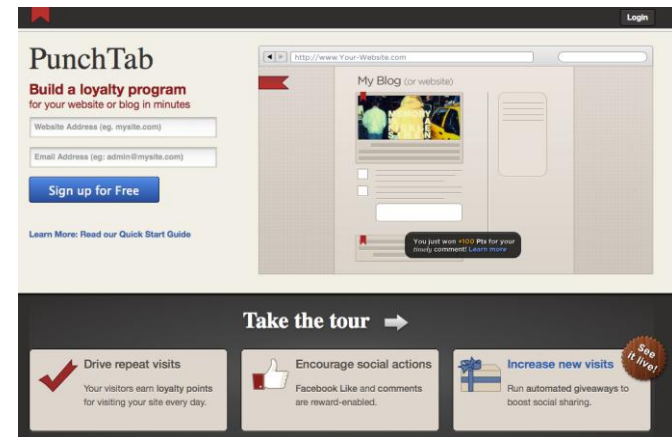 Login
PunchTab
Build a loyalty program
for your website or blog in minutes
Website Address (eg. mysite.com)
Email Address (eg: admin@mysite.com)
Sign up for Free
Learn More: Read our Quick Start Guide
http://www.Your-Website.com
My Blog (or website)
You just won +100 Pts for your
timely comment! Learn more
Take the tour
Drive repeat visits
Your visitors earn loyalty points
for visiting your site every day.
Encourage social actions
Facebook Like and comments
are reward-enabled.
Increase new visits
Run automated giveaways to
boost social sharing.
See
it live!